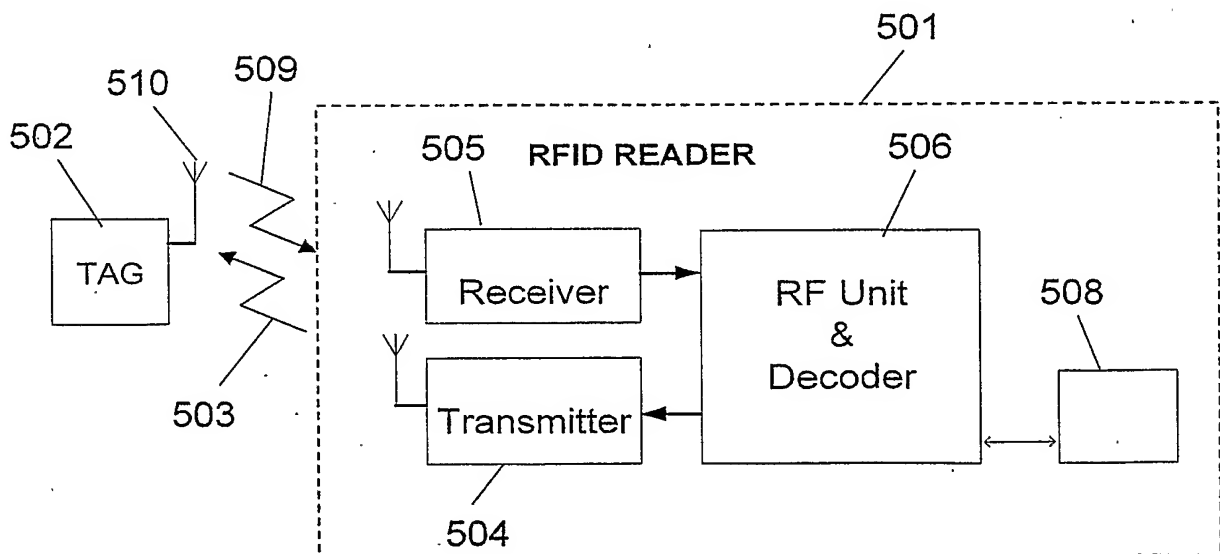 501
509
510
502
505
RFID READER
506
TAG
Receiver
RF Unit
&
Decoder
508
503
Transmitter
504